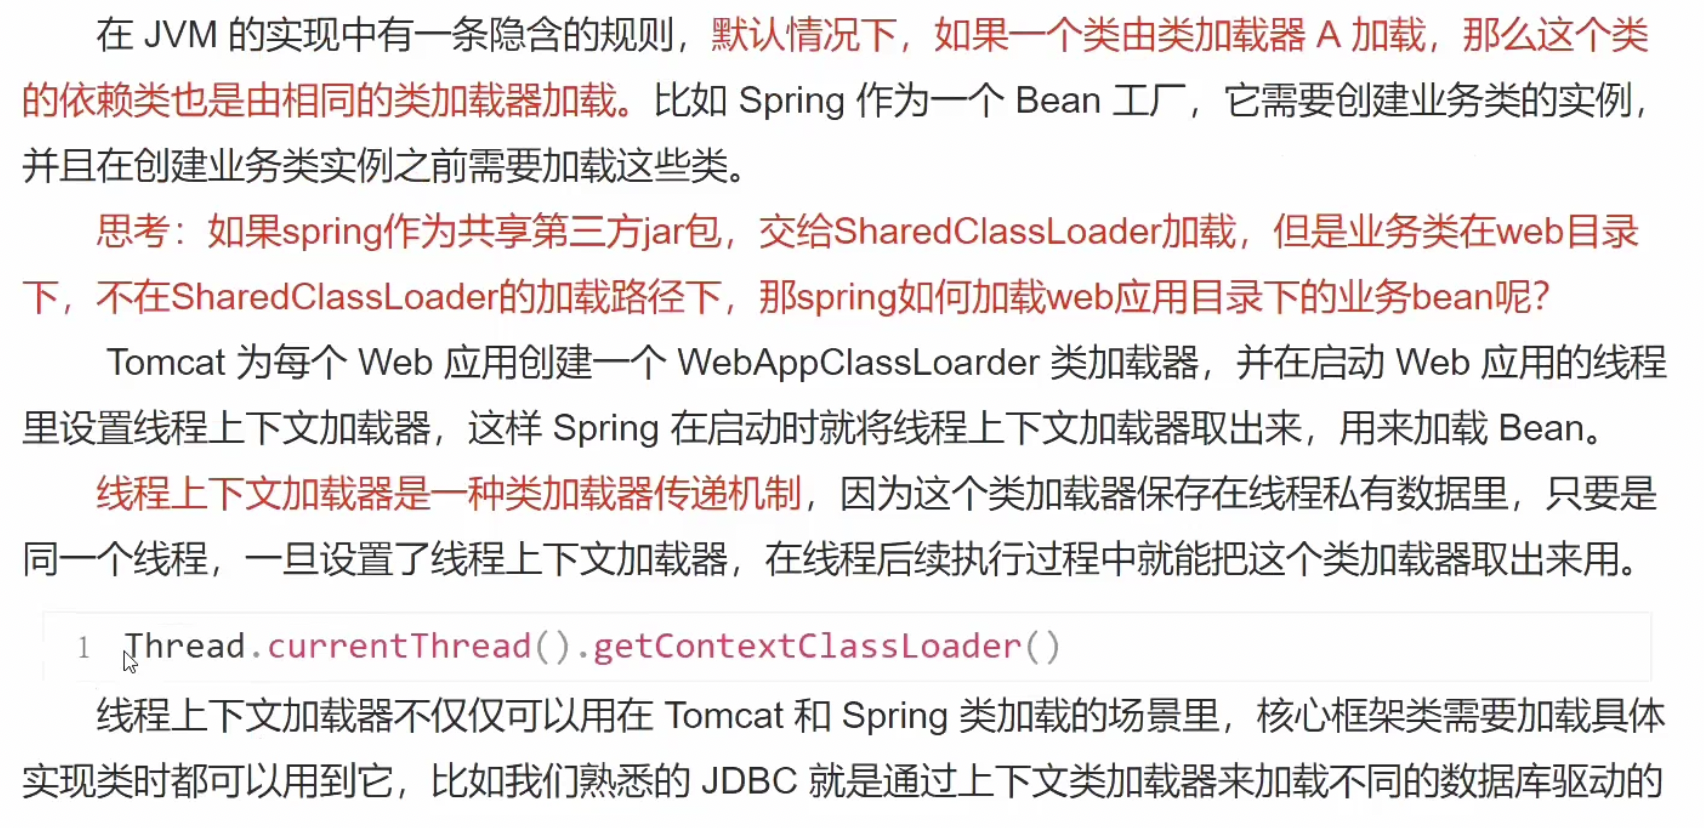 在 JVM 的实现中有一条隐含的规则，默认情况下，如果一个类由类加载器 A 加载，那么这个类
的依赖类也是由相同的类加载器加载。比如 Spring 作为一个 Bean 工厂，它需要创建业务类的实例，
并且在创建业务类实例之前需要加载这些类。
思考：如果spring作为共享第三方jar包，交给SharedClassLoader加载，但是业务类在web目录
下，不在SharedClassLoader的加载路径下，那spring如何加载web应用目录下的业务bean呢？
Tomcat 为每个 Web 应用创建一个 WebAppClassLoarder 类加载器，并在启动 Web 应用的线程
里设置线程上下文加载器，这样 Spring 在启动时就将线程上下文加载器取出来，用来加载 Bean。
线程上下文加载器是一种类加载器传递机制，因为这个类加载器保存在线程私有数据里，只要是
同一个线程，一旦设置了线程上下文加载器，在线程后续执行过程中就能把这个类加载器取出来用。
1 Thread.currentThread().getContextClassLoader()
线程上下文加载器不仅仅可以用在 Tomcat 和 Spring 类加载的场景里，核心框架类需要加载具体
实现类时都可以用到它，比如我们熟悉的 JDBC 就是通过上下文类加载器来加载不同的数据库驱动的